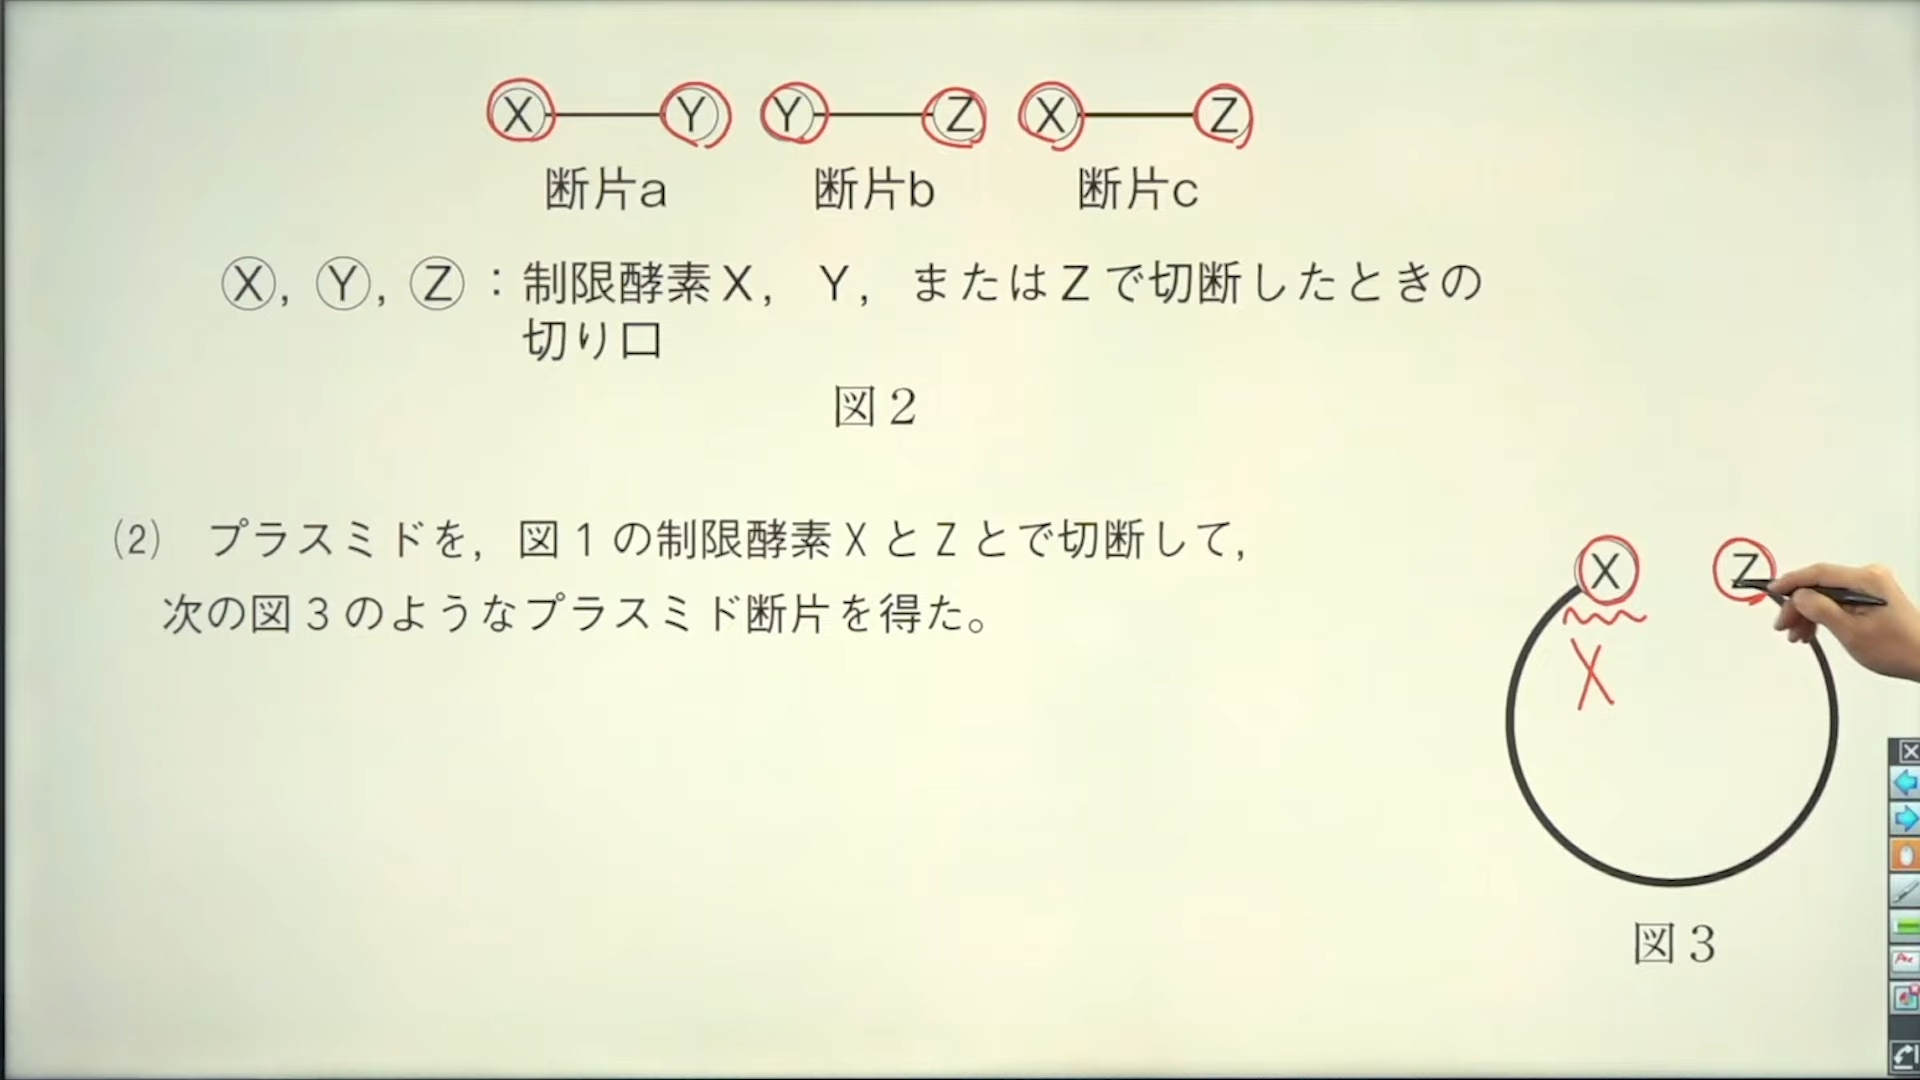 X Y Y Z X Z
断片a 断片b 断片c
Ⓧ, Ⓨ, Ⓩ：制限酵素X, Y, またはZで切断したときの
切り口
図2
(2) プラスミドを, 図1の制限酵素XとZとで切断して,
次の図3のようなプラスミド断片を得た。
X Z
X
図3